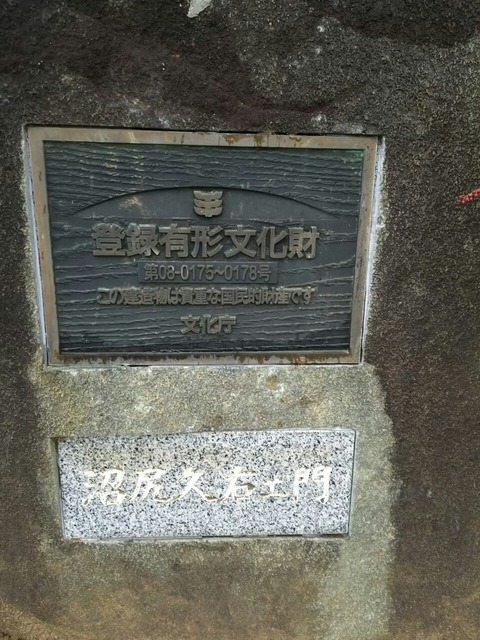 登録有形文化財
第08-0175~0178号
この建造物は貴重な国民的財産です
文化庁
沼尻久右エ門